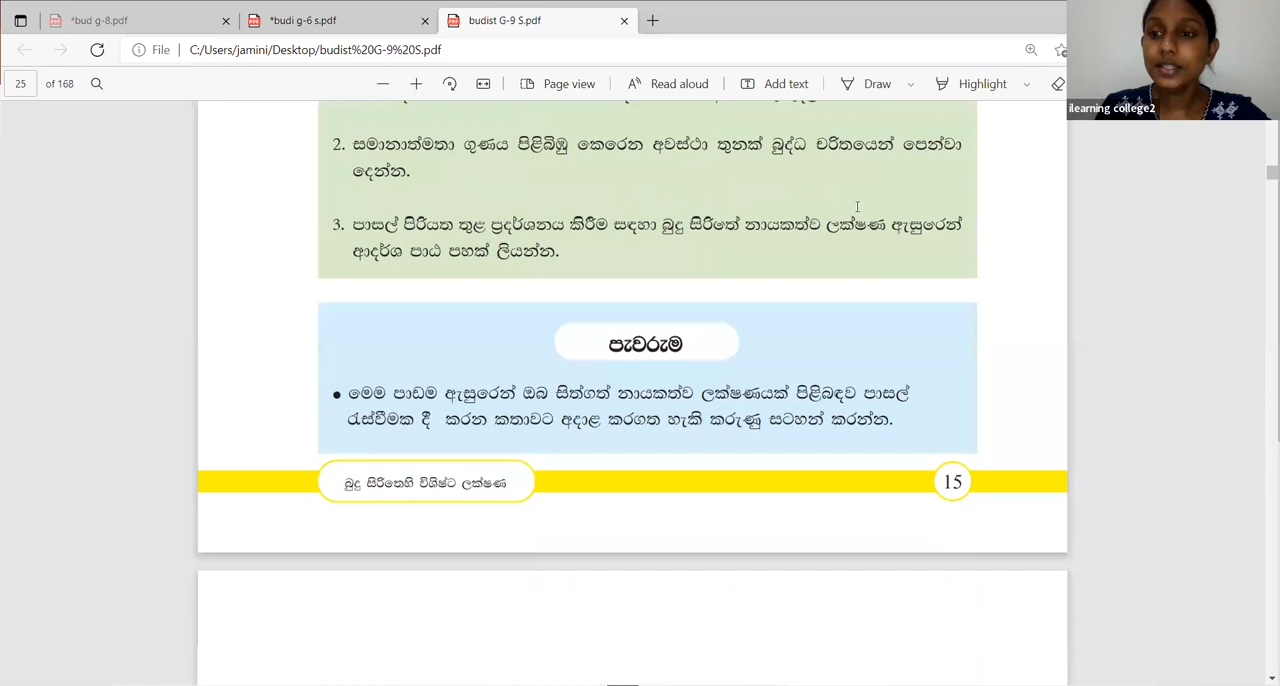 *bud g-8.pdf
*budi g-6 s.pdf
budist G-9 S.pdf
File C:/Users/jamini/Desktop/budist%20G-9%20S.pdf
25 of 168 Page view Read aloud Add text Draw Highlight
ilearning college2
2. සමානාත්මතා ගුණය පිළිබිඹු කෙරෙන අවස්ථා තුනක් බුද්ධ චරිතයෙන් පෙන්වා
දෙන්න.
3. පාසල් පිරියත තුළ ප්‍රදර්ශනය කිරීම සඳහා බුදු සිරිතේ නායකත්ව ලක්ෂණ ඇසුරෙන්
ආදර්ශ පාඨ පහක් ලියන්න.
පැවරුම
• මෙම පාඩම ඇසුරෙන් ඔබ සිත්ගත් නායකත්ව ලක්ෂණයක් පිළිබඳව පාසල්
රැස්වීමක දී කරන කතාවට අදාළ කරගත හැකි කරුණු සටහන් කරන්න.
බුදු සිරිතෙහි විශිෂ්ට ලක්ෂණ
15